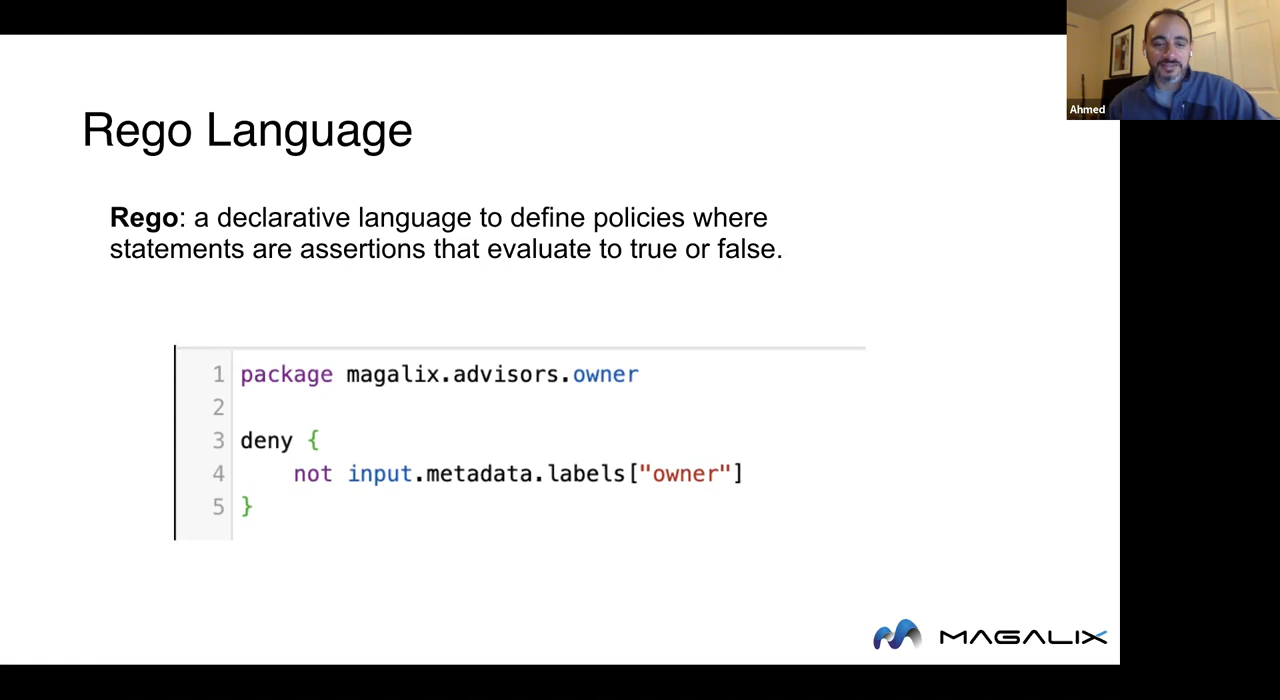 Ahmed
Rego Language
Rego: a declarative language to define policies where
statements are assertions that evaluate to true or false.
1 package magalix.advisors.owner
2
3 deny {
4     not input.metadata.labels["owner"]
5 }
MAGALIX